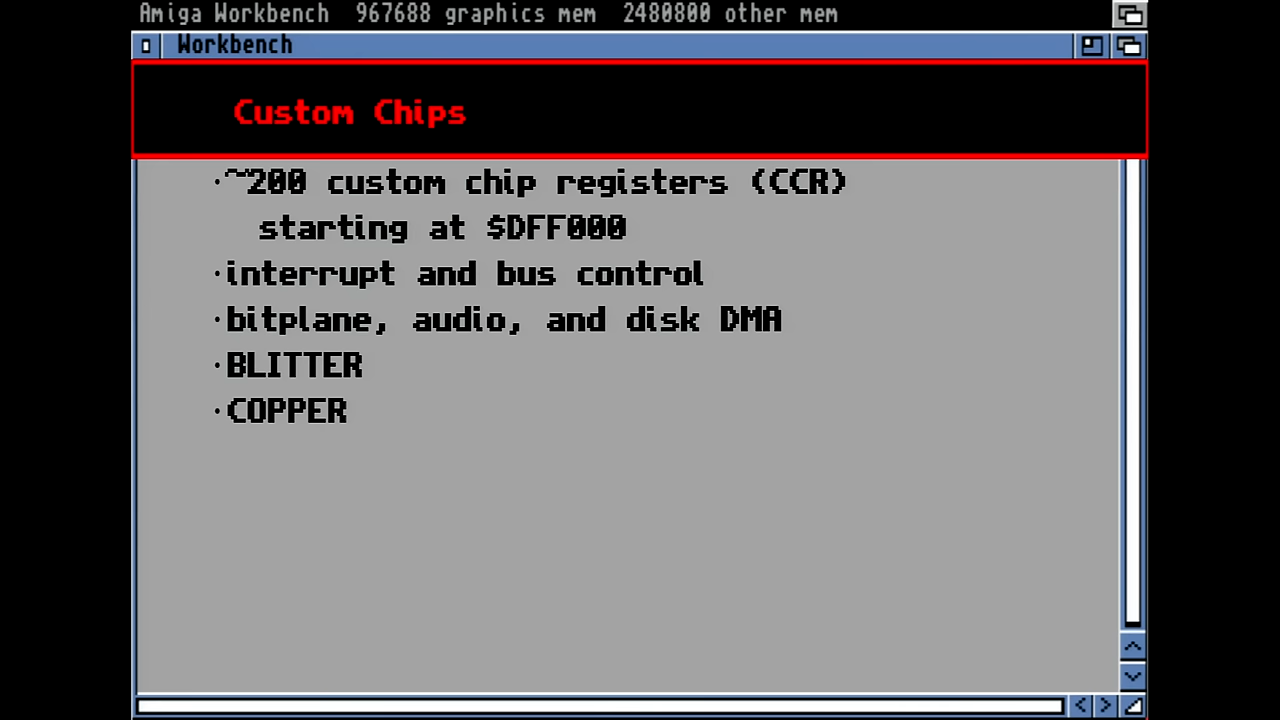 Amiga Workbench 967688 graphics mem 2480800 other mem
Workbench
Custom Chips
·~200 custom chip registers (CCR)
starting at $DFF000
·interrupt and bus control
·bitplane, audio, and disk DMA
·BLITTER
·COPPER